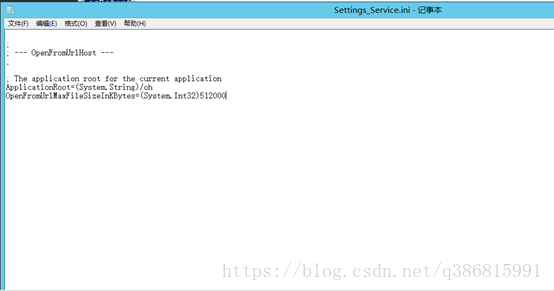 Settings_Service.ini - 记事本
文件(F) 编辑(E) 格式(O) 查看(V) 帮助(H)
;
; --- OpenFromUrlHost ---
;
; The application root for the current application
ApplicationRoot=(System.String)/oh
OpenFromUrlMaxFileSizeInKBytes=(System.Int32)512000
https://blog.csdn.net/q386815991